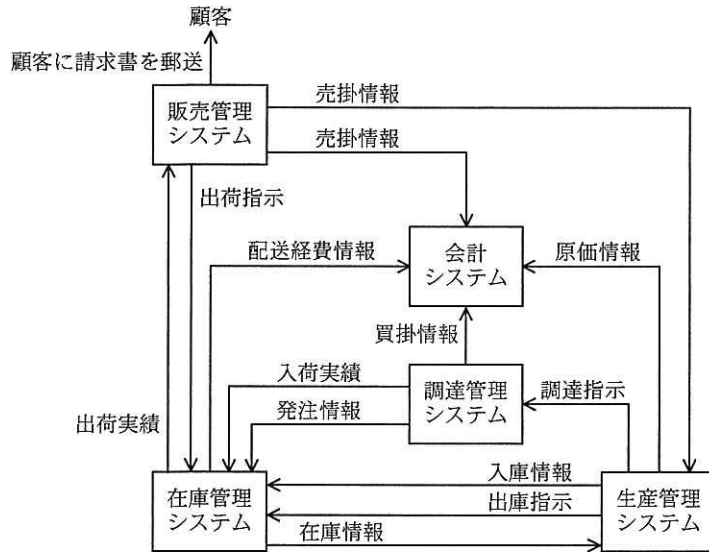 顧客
顧客に請求書を郵送
販売管理
システム
売掛情報
売掛情報
出荷指示
配送経費情報
会計
システム
原価情報
買掛情報
入荷実績
調達管理
システム
調達指示
発注情報
出荷実績
在庫管理
システム
入庫情報
出庫指示
在庫情報
生産管理
システム